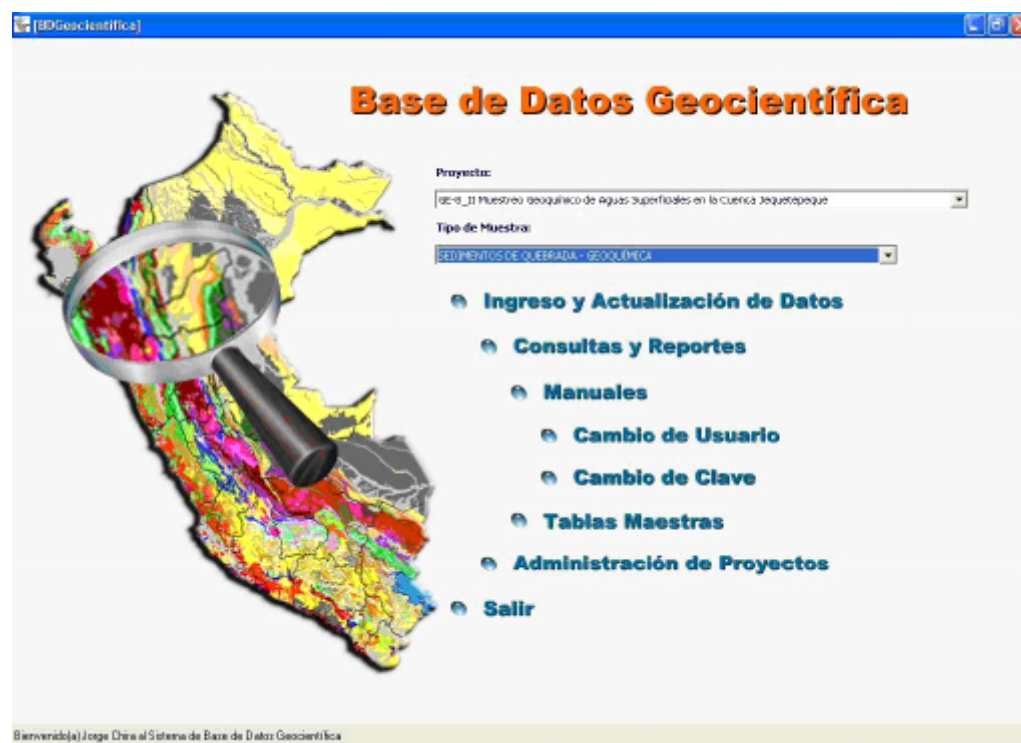 [BDGeocientífica]
Base de Datos Geocientífica
Proyecto:
GE-8_II Muestreo Geoquímico de Aguas Superficiales en la Cuenca Jequetepeque
Tipo de Muestra:
SEDIMENTOS DE QUEBRADA - GEOQUÍMICA
Ingreso y Actualización de Datos
Consultas y Reportes
Manuales
Cambio de Usuario
Cambio de Clave
Tablas Maestras
Administración de Proyectos
Salir
Bienvenido(a) Jorge Chira al Sistema de Base de Datos Geocientífica